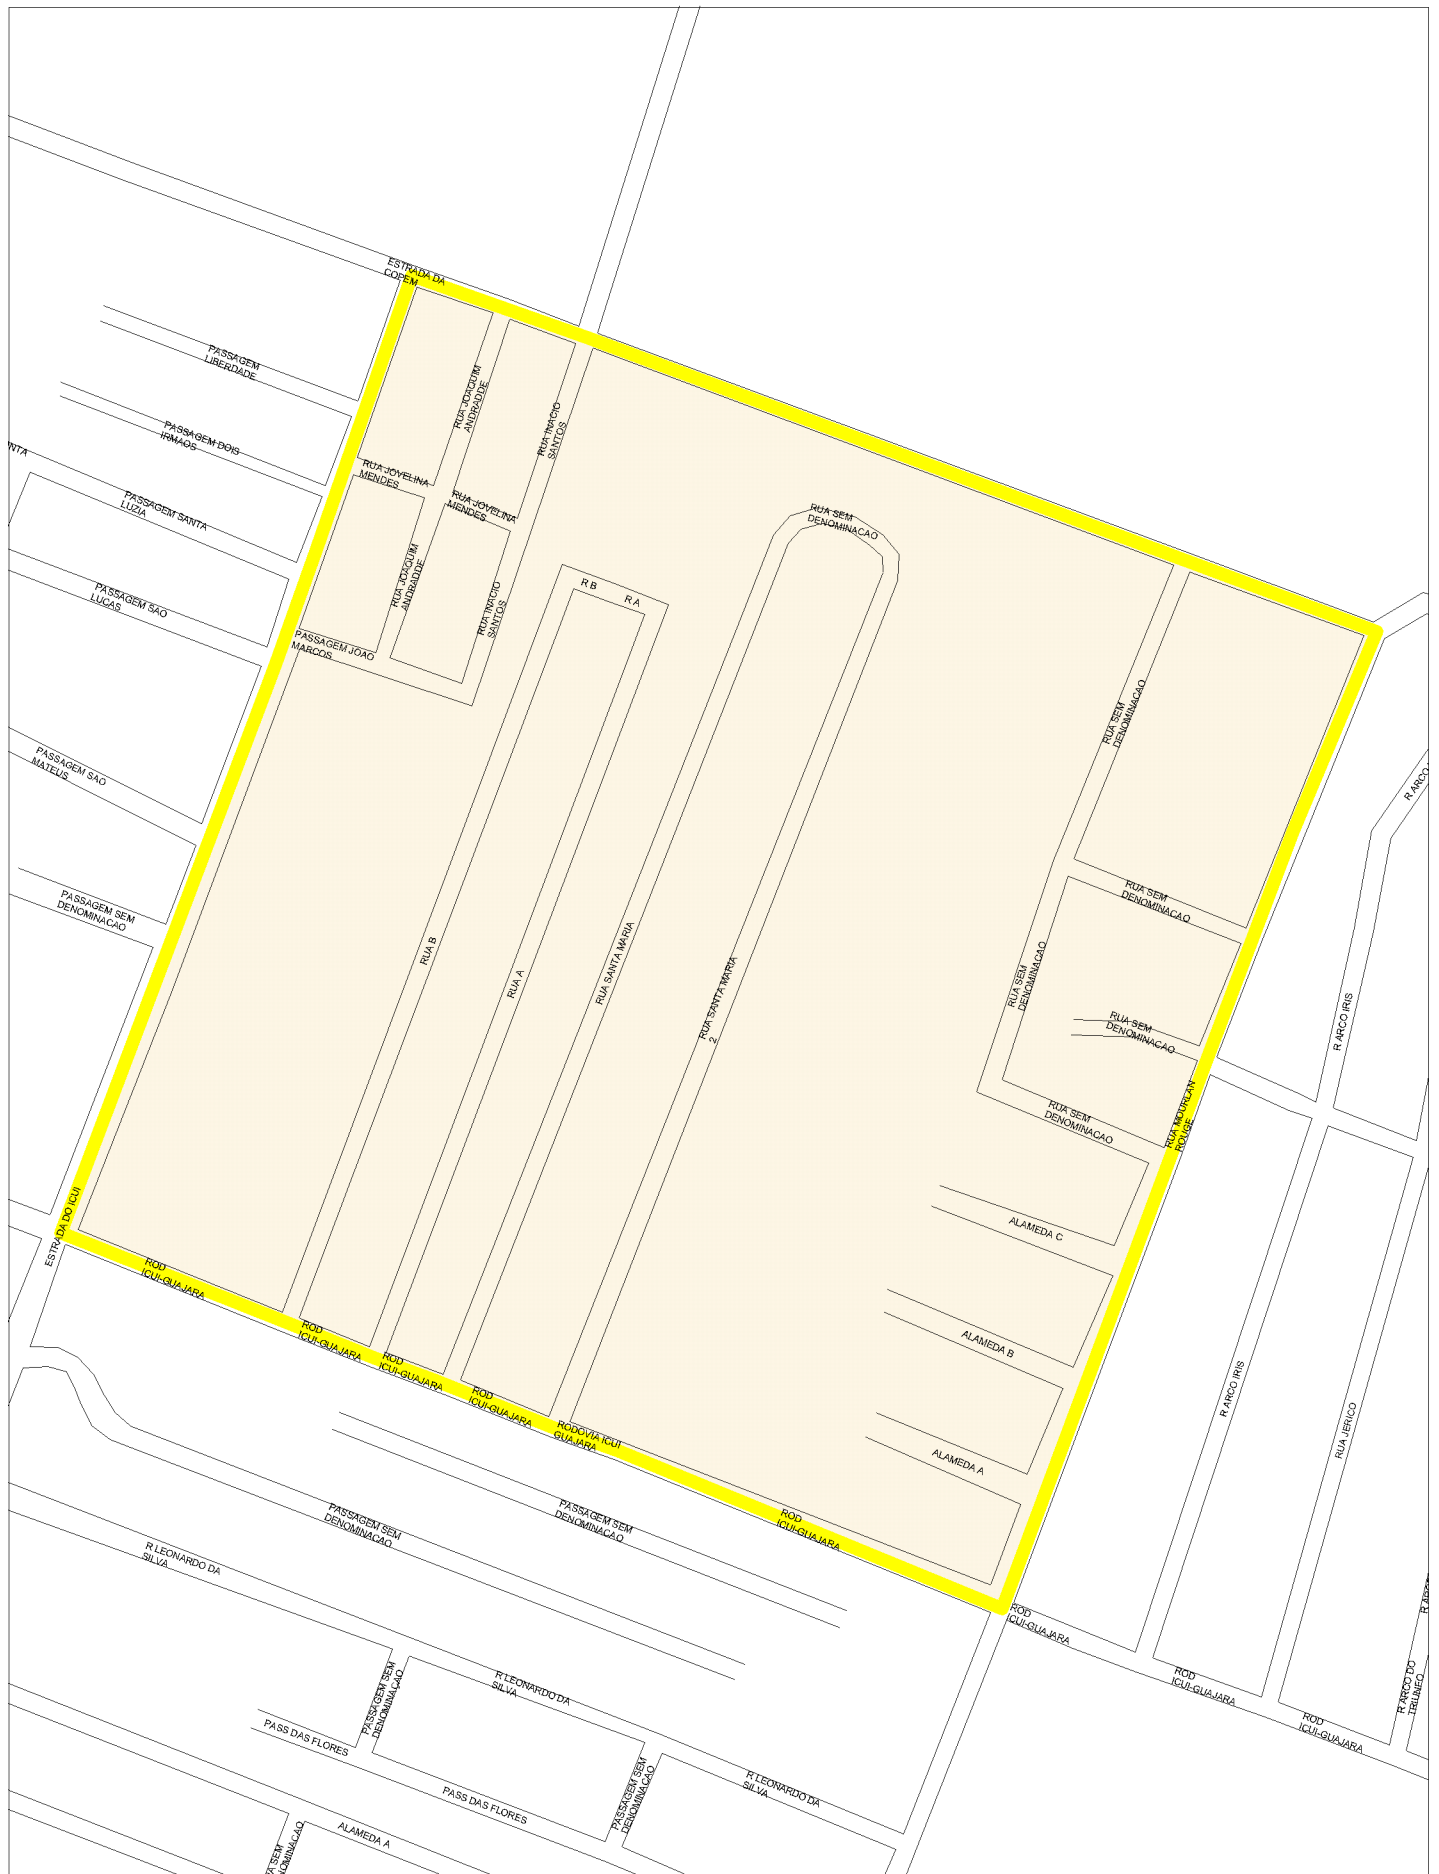 ESTRADA DA
COPEM
PASSAGEM
LIBERDADE
RUA JOAQUIM
ANDRADDE
RUA INACIO
SANTOS
PASSAGEM DOIS
IRMAOS
RUA JOVELINA
MENDES
RUA JOVELINA
MENDES
PASSAGEM SANTA
LUZIA
RUA SEM
DENOMINACAO
RUA JOAQUIM
ANDRADDE
RUA INACIO
SANTOS
R B
R A
PASSAGEM SAO
LUCAS
PASSAGEM JOAO
MARCOS
RUA SEM
DENOMINACAO
PASSAGEM SAO
MATEUS
R ARCO
RUA SEM
DENOMINACAO
PASSAGEM SEM
DENOMINACAO
RUA B
RUA A
RUA SANTA MARIA
RUA SANTA MARIA
2
RUA SEM
DENOMINACAO
RUA SEM
DENOMINACAO
R ARCO IRIS
RUA SEM
DENOMINACAO
RUA MOURLAN
ROUGE
ALAMEDA C
ESTRADA DO ICUI
ROD
ICUI-GUAJARA
ROD
ICUI-GUAJARA
ROD
ICUI-GUAJARA
ROD
ICUI-GUAJARA
RODOVIA ICUI
GUAJARA
ALAMEDA B
ALAMEDA A
R ARCO IRIS
RUA JERICO
ROD
ICUI-GUAJARA
PASSAGEM SEM
DENOMINACAO
PASSAGEM SEM
DENOMINACAO
R LEONARDO DA
SILVA
ROD
ICUI-GUAJARA
R LEONARDO DA
SILVA
ROD
ICUI-GUAJARA
ROD
ICUI-GUAJARA
R ARCO DO
TRIUNFO
PASSAGEM SEM
DENOMINACAO
PASS DAS FLORES
PASS DAS FLORES
PASSAGEM SEM
DENOMINACAO
R LEONARDO DA
SILVA
ALAMEDA A